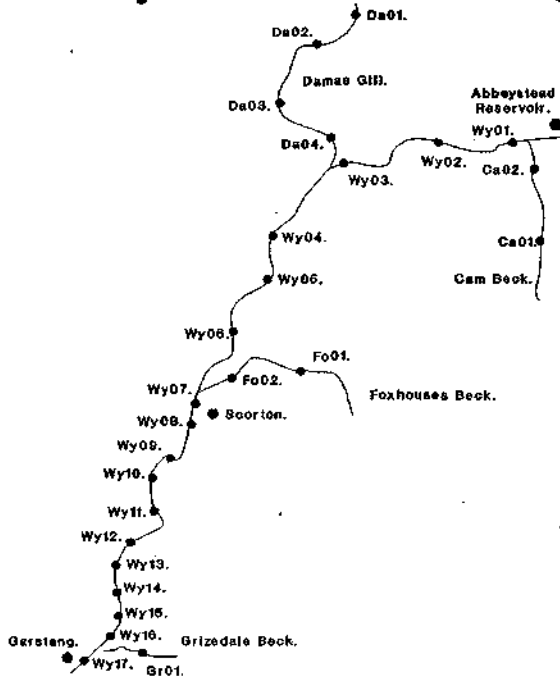 Da01.
Da02.
Damas Gill.
Abbeystead
Reservoir.
Da03.
Wy01.
Da04.
Wy02.
Ca02.
Wy03.
Wy04.
Ca01.
Wy05.
Cam Beck.
Wy06.
Fo01.
Fo02.
Wy07.
Foxhouses Beck.
Scorton.
Wy08.
Wy09.
Wy10.
Wy11.
Wy12.
Wy13.
Wy14.
Wy15.
Wy16.
Garstang.
Grizedale Beck.
Wy17.
Gr01.